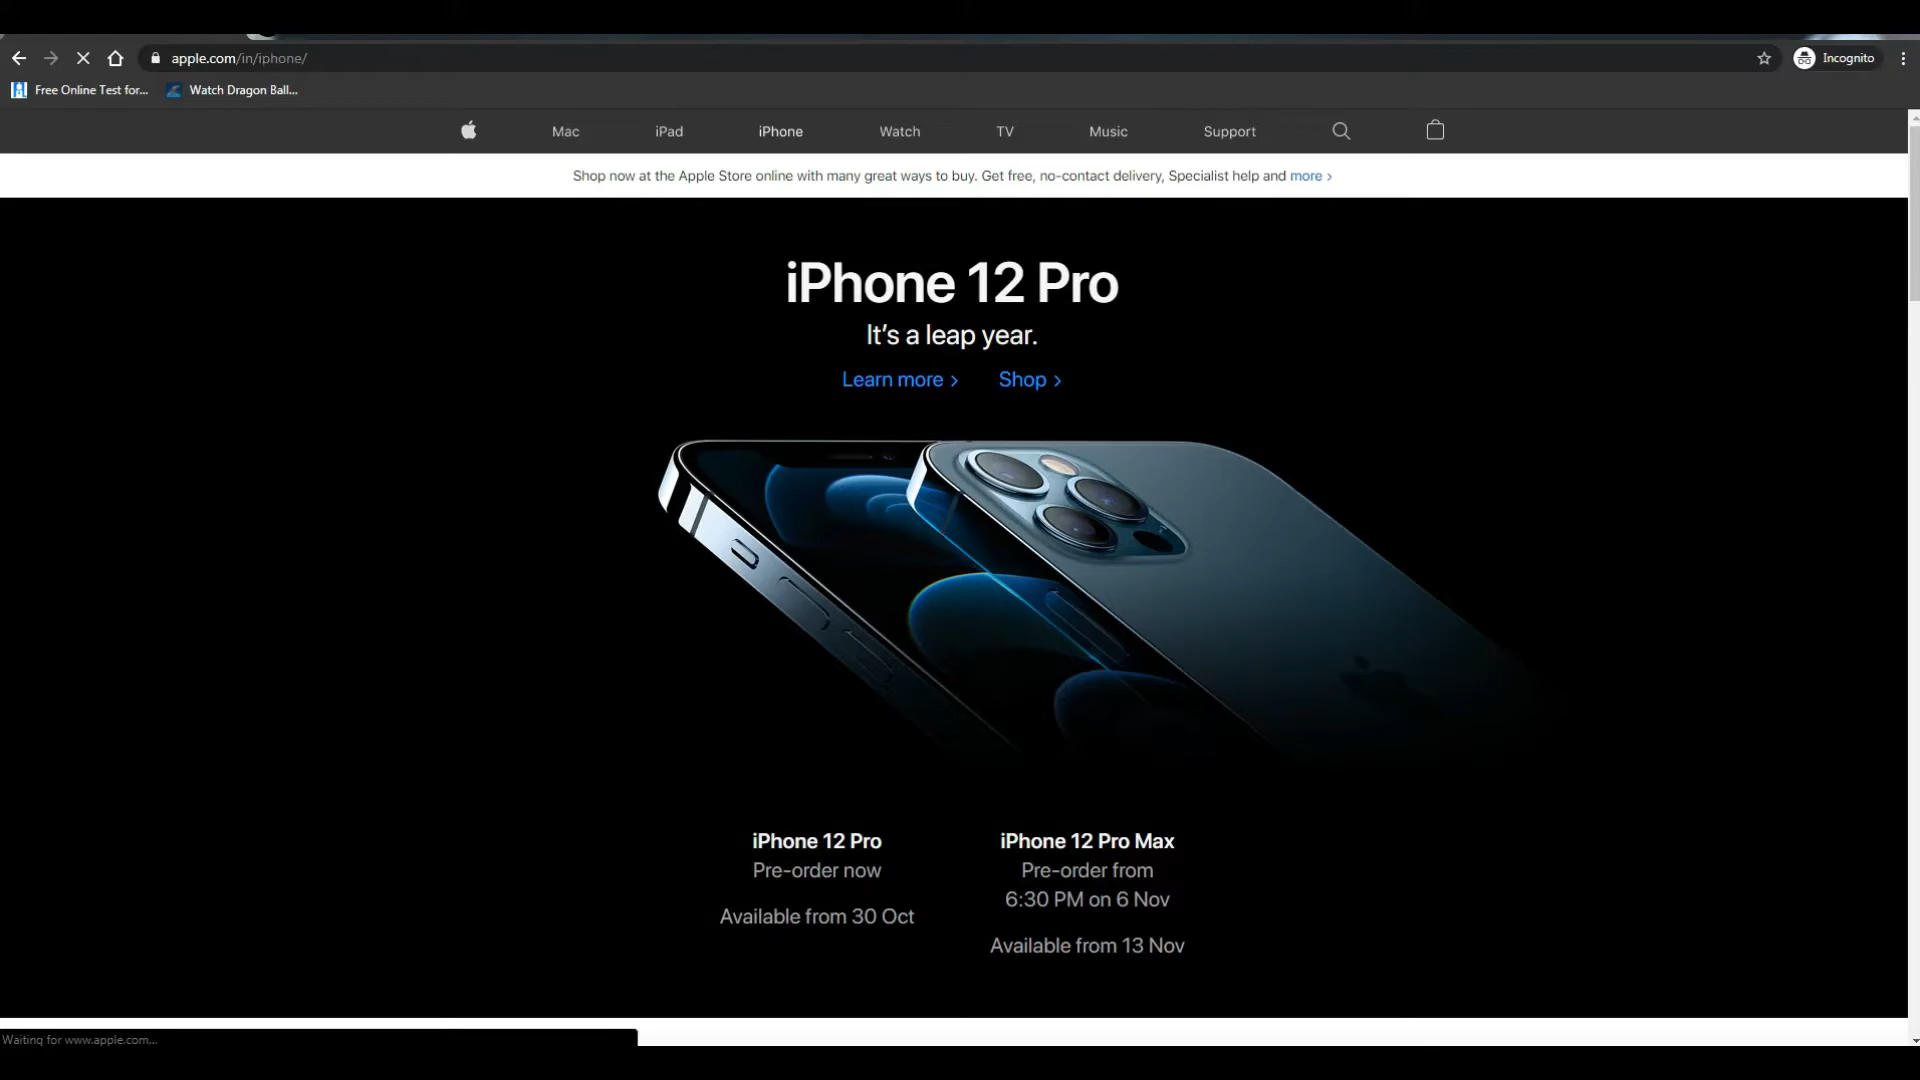 apple.com/in/iphone/
Incognito
Free Online Test for...
Watch Dragon Ball...
Mac
iPad
iPhone
Watch
TV
Music
Support
Shop now at the Apple Store online with many great ways to buy. Get free, no-contact delivery, Specialist help and more >
iPhone 12 Pro
It’s a leap year.
Learn more >
Shop >
iPhone 12 Pro
Pre-order now
Available from 30 Oct
iPhone 12 Pro Max
Pre-order from
6:30 PM on 6 Nov
Available from 13 Nov
Waiting for www.apple.com...